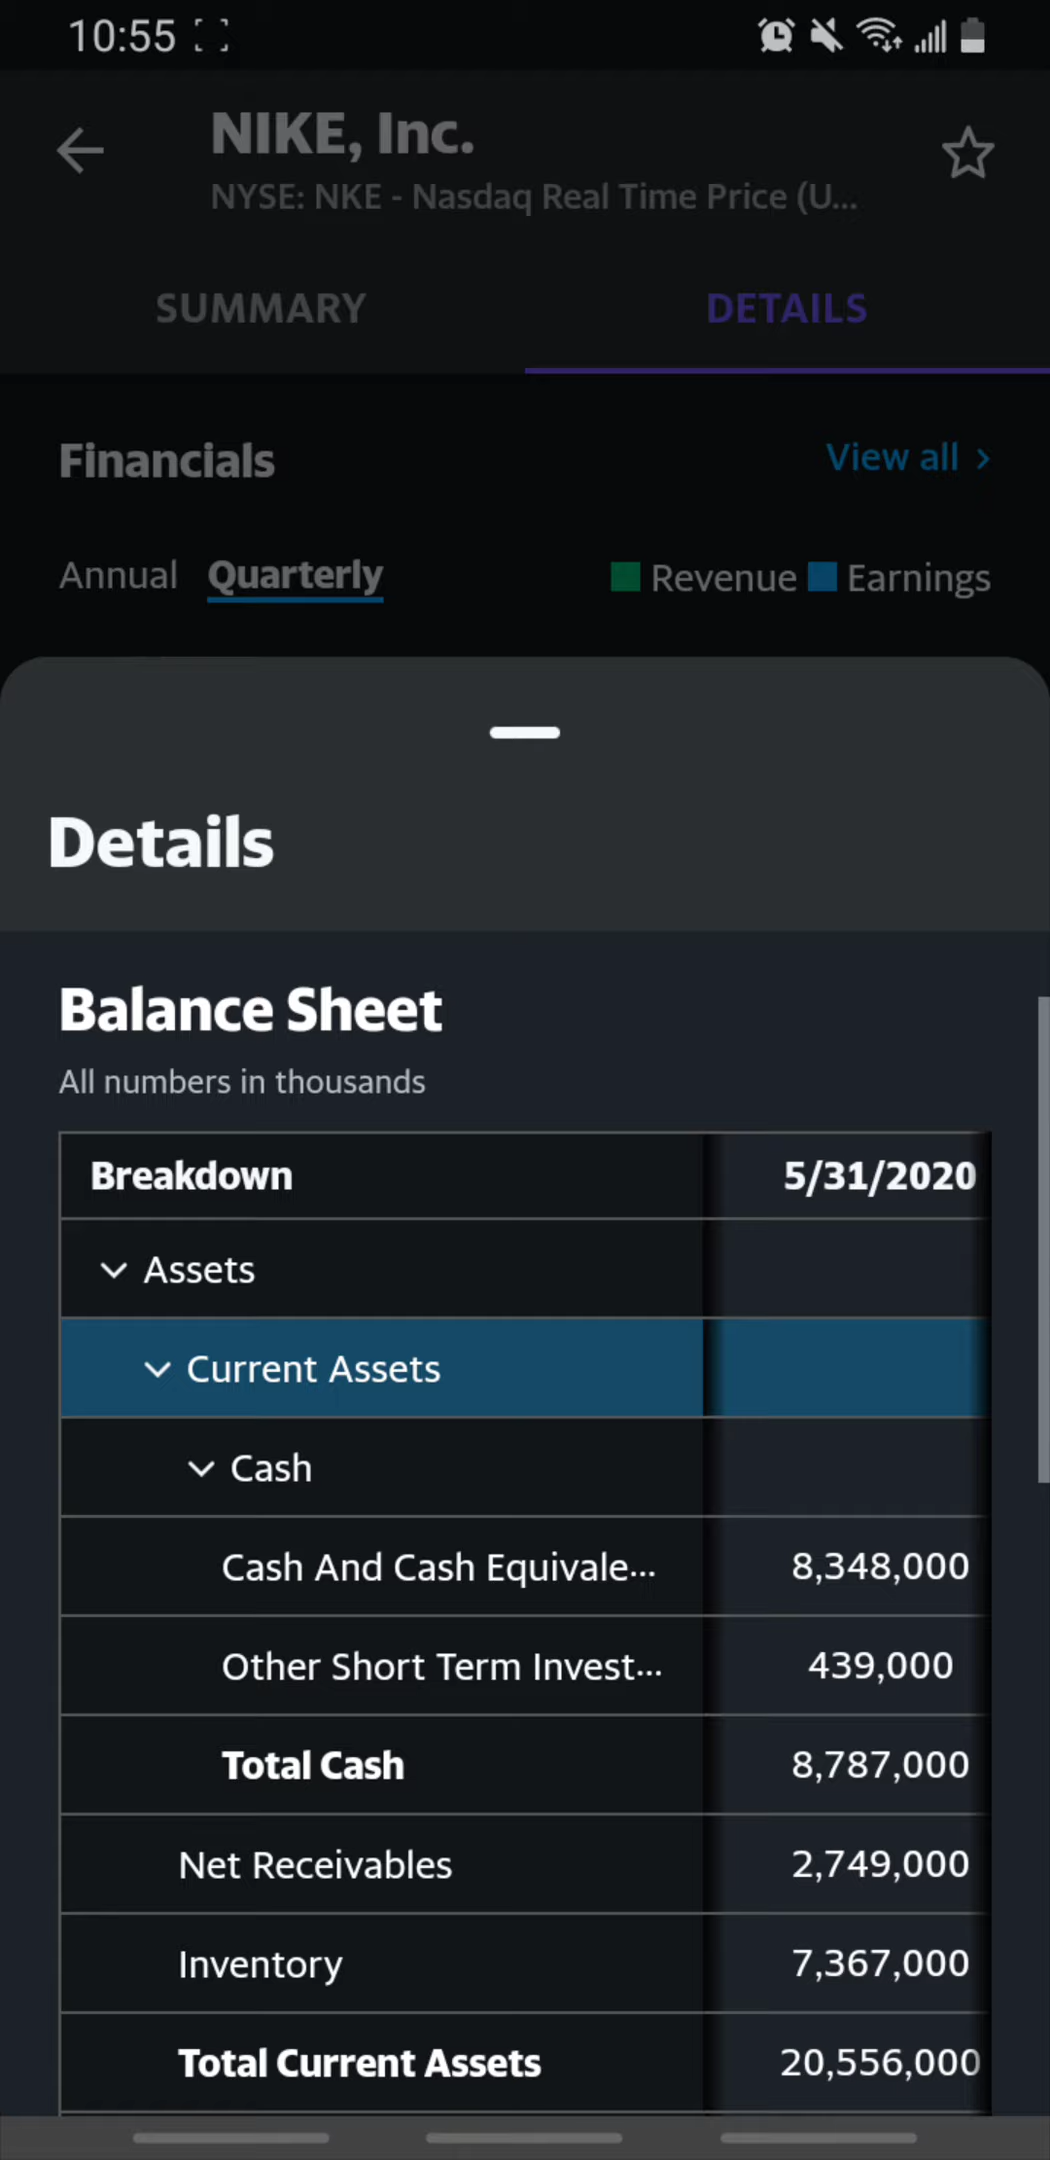 10:55
NIKE, Inc.
NYSE: NKE - Nasdaq Real Time Price (U...
SUMMARY DETAILS
Financials View all >
Annual Quarterly Revenue Earnings
Details
Balance Sheet
All numbers in thousands
Breakdown 5/31/2020
Assets
Current Assets
Cash
Cash And Cash Equivale... 8,348,000
Other Short Term Invest... 439,000
Total Cash 8,787,000
Net Receivables 2,749,000
Inventory 7,367,000
Total Current Assets 20,556,000